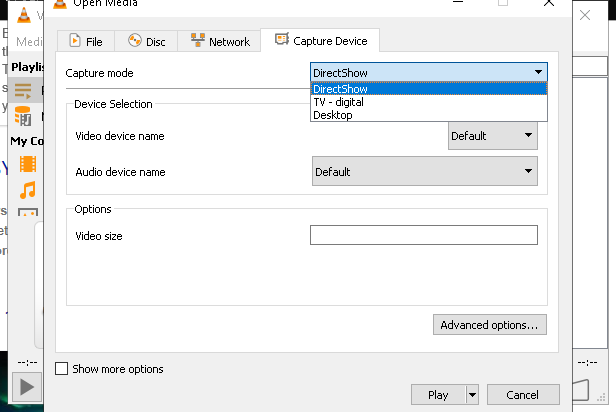 Open Media
V
Medi
File
Disc
Network
Capture Device
Playlis
My Co
Capture mode
DirectShow
DirectShow
TV - digital
Desktop
Device Selection
Video device name
Default
Audio device name
Default
Options
Video size
Advanced options...
Show more options
--:--
--:--
Play
Cancel